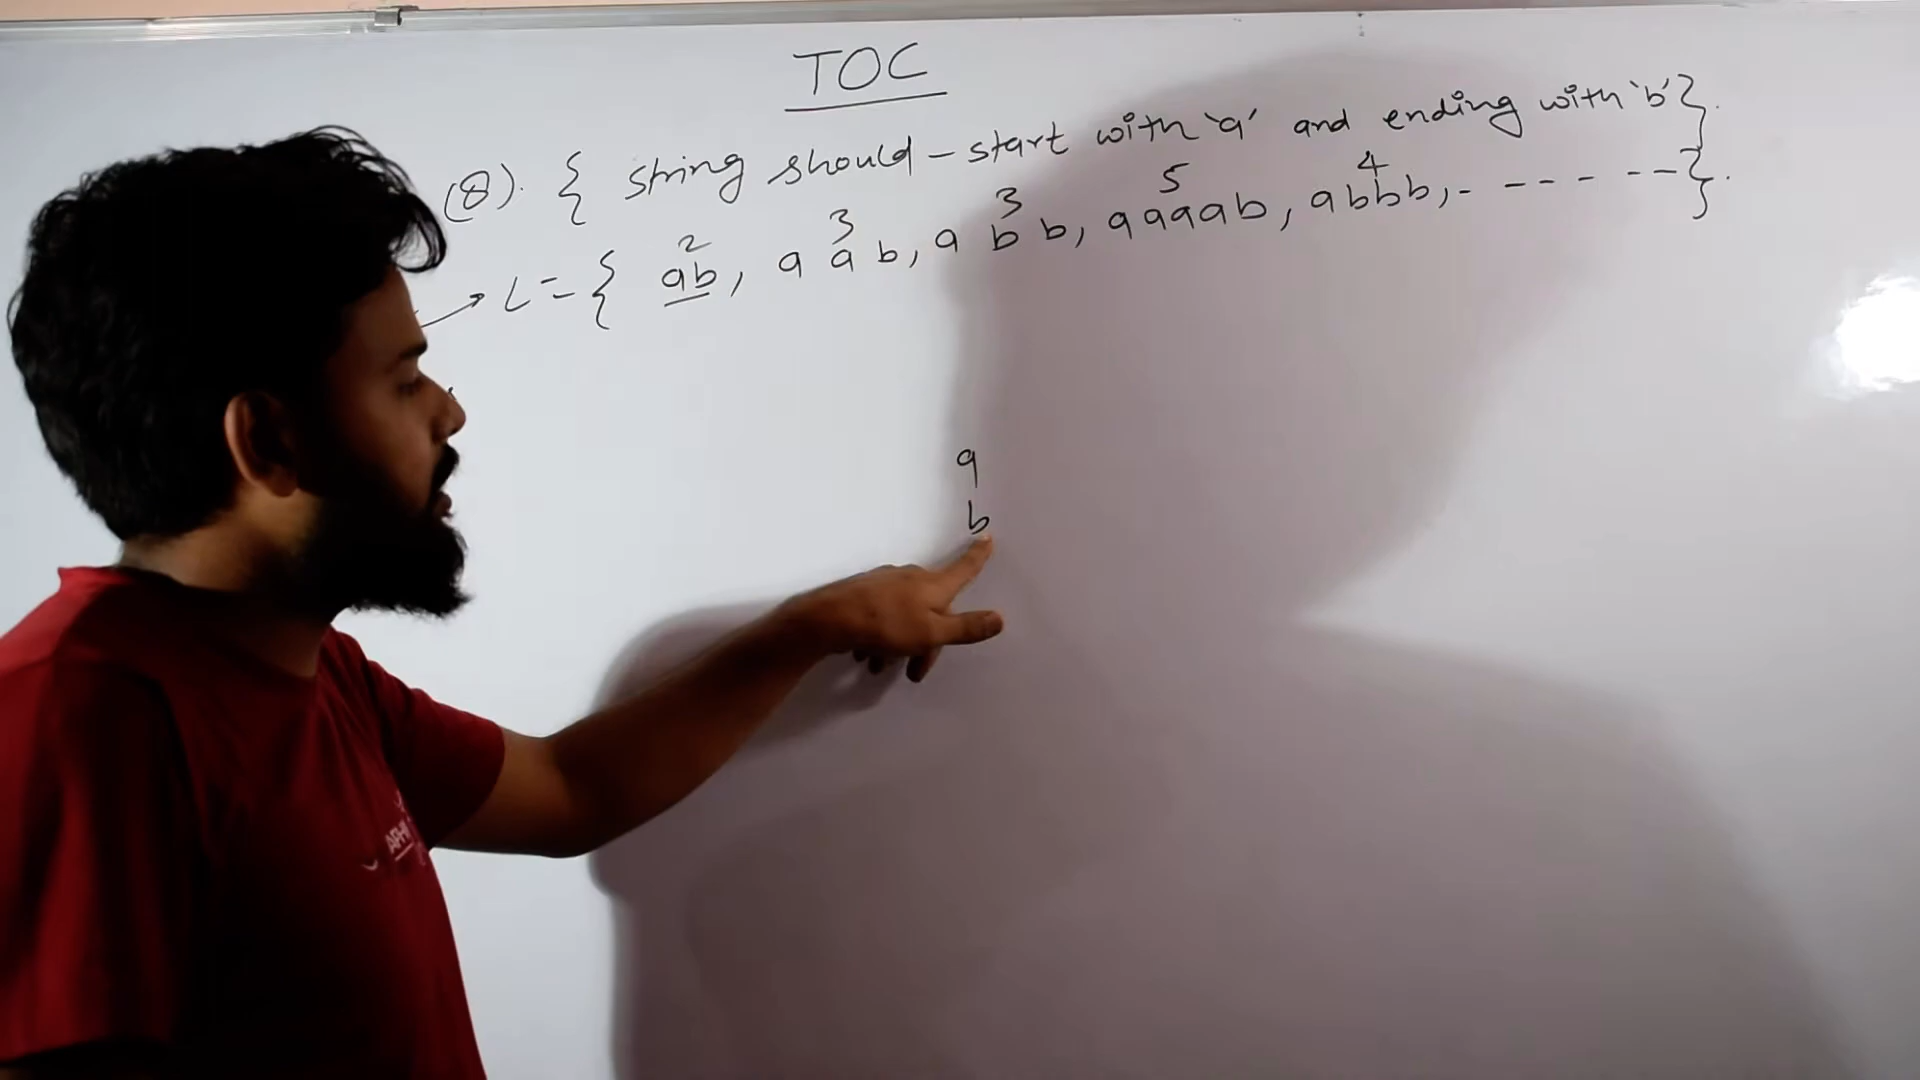 TOC
(8). { string should - start with 'a' and ending with 'b' }.
2 3 3 5 4
L = { ab, aab, abb, aaaab, abbb, - - - - - - }.
a
b